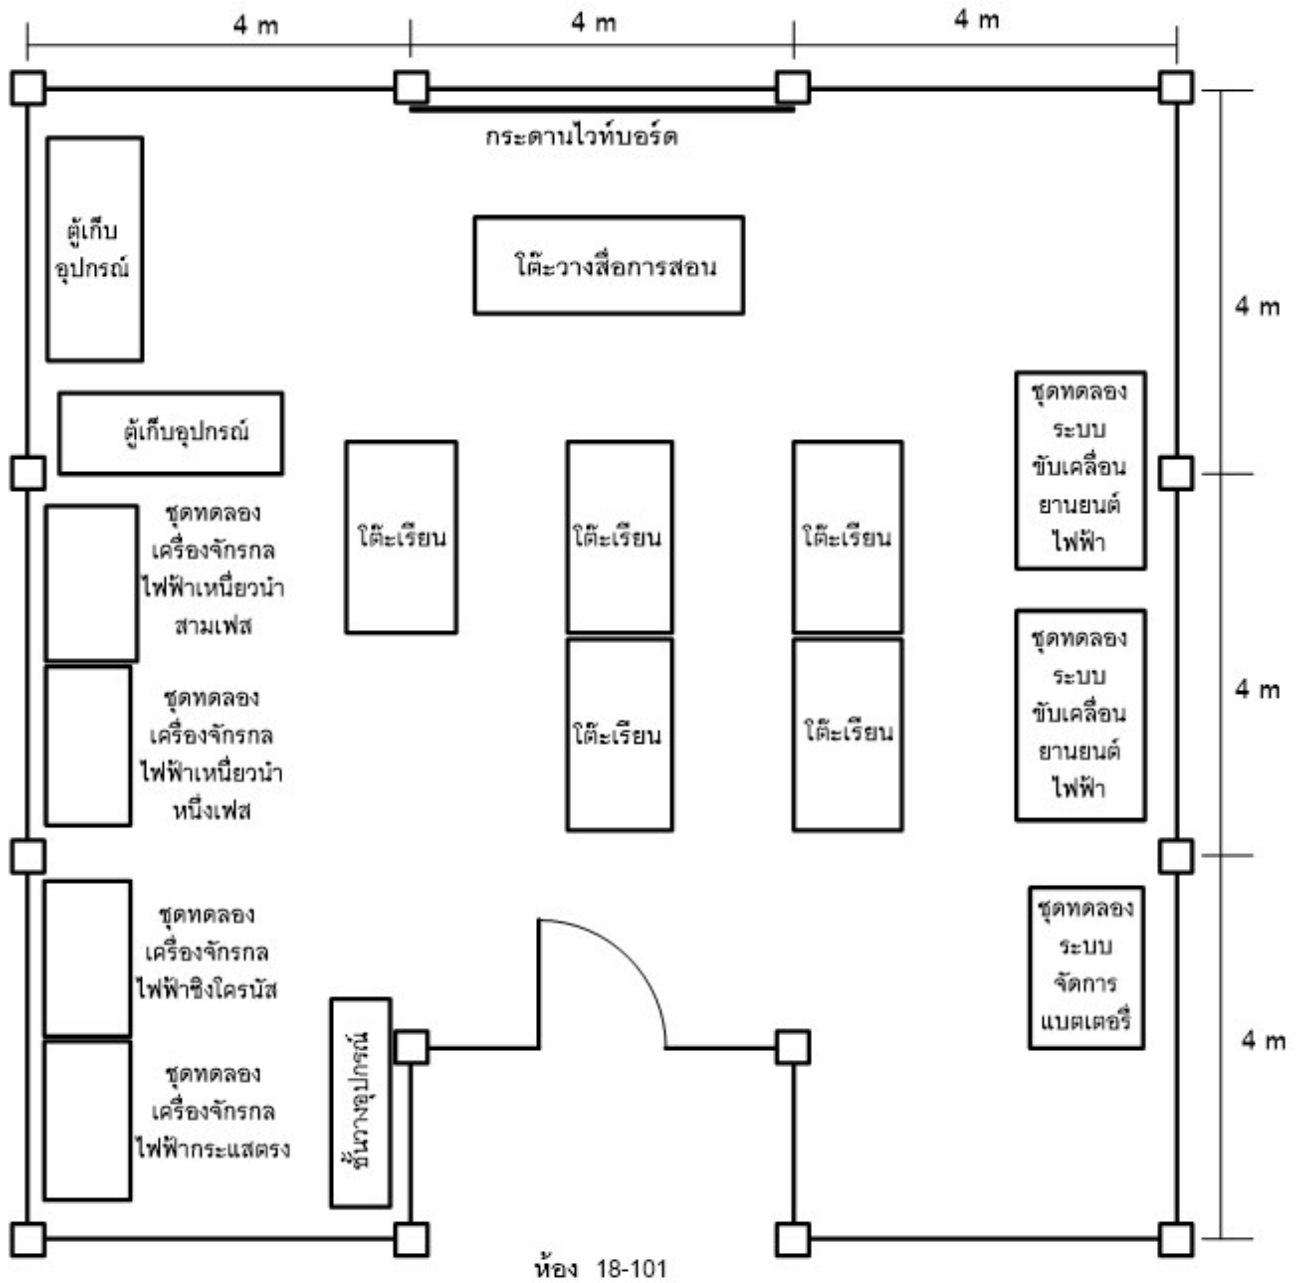 4 m
4 m
4 m
กระดานไวท์บอร์ด
ตู้เก็บ
อุปกรณ์
โต๊ะวางสื่อการสอน
4 m
ตู้เก็บอุปกรณ์
ชุดทดลอง
ระบบ
ขับเคลื่อน
ยานยนต์
ไฟฟ้า
ชุดทดลอง
เครื่องจักรกล
ไฟฟ้าเหนี่ยวนำ
สามเฟส
โต๊ะเรียน
โต๊ะเรียน
โต๊ะเรียน
ชุดทดลอง
เครื่องจักรกล
ไฟฟ้าเหนี่ยวนำ
หนึ่งเฟส
โต๊ะเรียน
โต๊ะเรียน
ชุดทดลอง
ระบบ
ขับเคลื่อน
ยานยนต์
ไฟฟ้า
4 m
ชุดทดลอง
เครื่องจักรกล
ไฟฟ้าซิงโครนัส
ชุดทดลอง
ระบบ
จัดการ
แบตเตอรี่
4 m
ชุดทดลอง
เครื่องจักรกล
ไฟฟ้ากระแสตรง
ชั้นวางอุปกรณ์
ห้อง 18-101